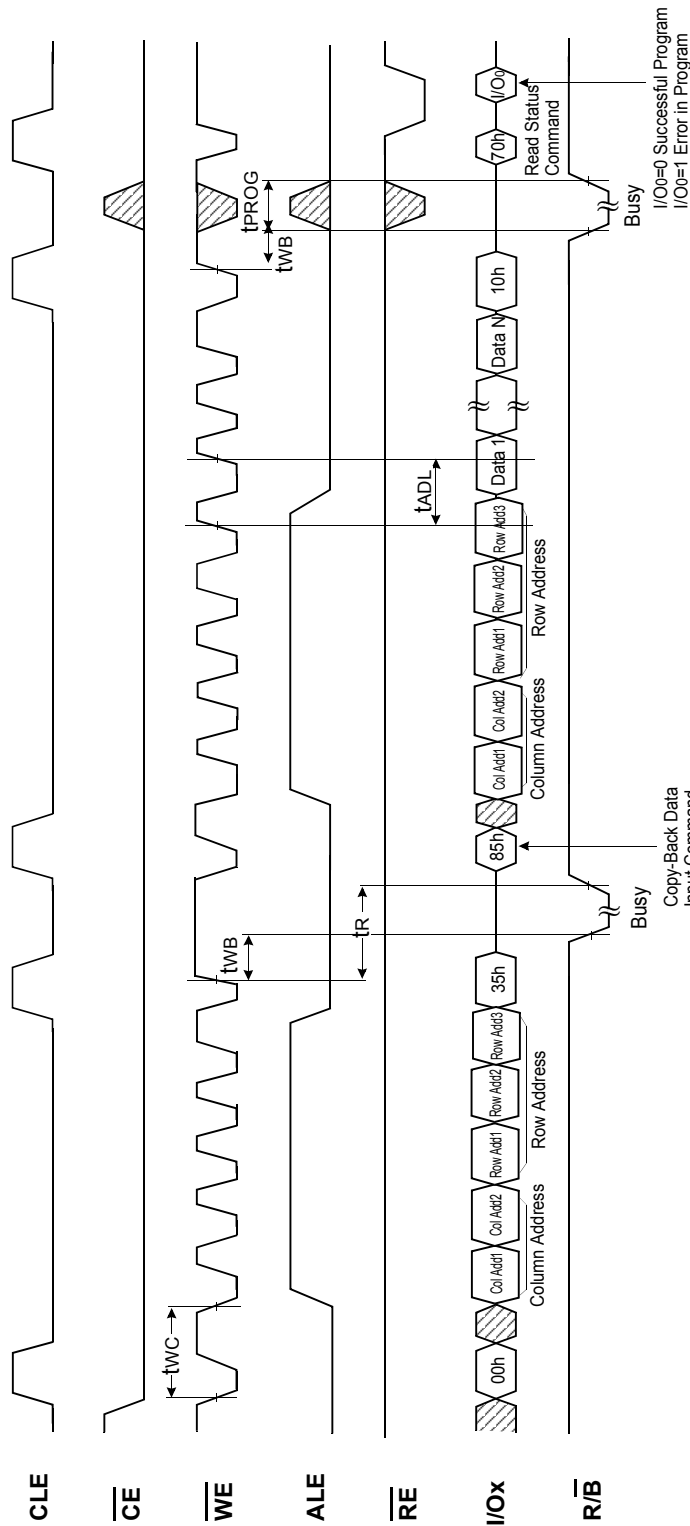 CLE
CE
WE
ALE
RE
I/Ox
R/B
tWC
tWB
tWB
tPROG
tR
tADL
00h
Col Add1
Col Add2
Row Add1
Row Add2
Row Add3
35h
85h
Col Add1
Col Add2
Row Add1
Row Add2
Row Add3
Data 1
Data N
10h
70h
I/O0
Column Address
Row Address
Column Address
Row Address
Read Status
Command
Busy
Busy
Copy-Back Data
Input Command
I/O0=0 Successful Program
I/O0=1 Error in Program